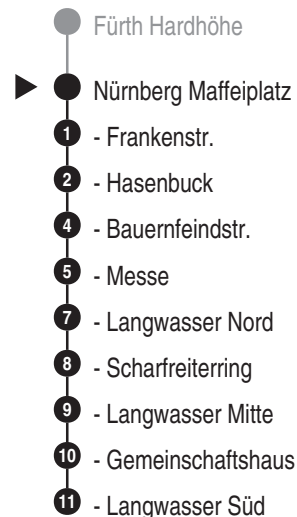 Fürth Hardhöhe
Nürnberg Maffeiplatz
1 - Frankenstr.
2 - Hasenbuck
4 - Bauernfeindstr.
5 - Messe
7 - Langwasser Nord
8 - Scharfreiterring
9 - Langwasser Mitte
10 - Gemeinschaftshaus
11 - Langwasser Süd